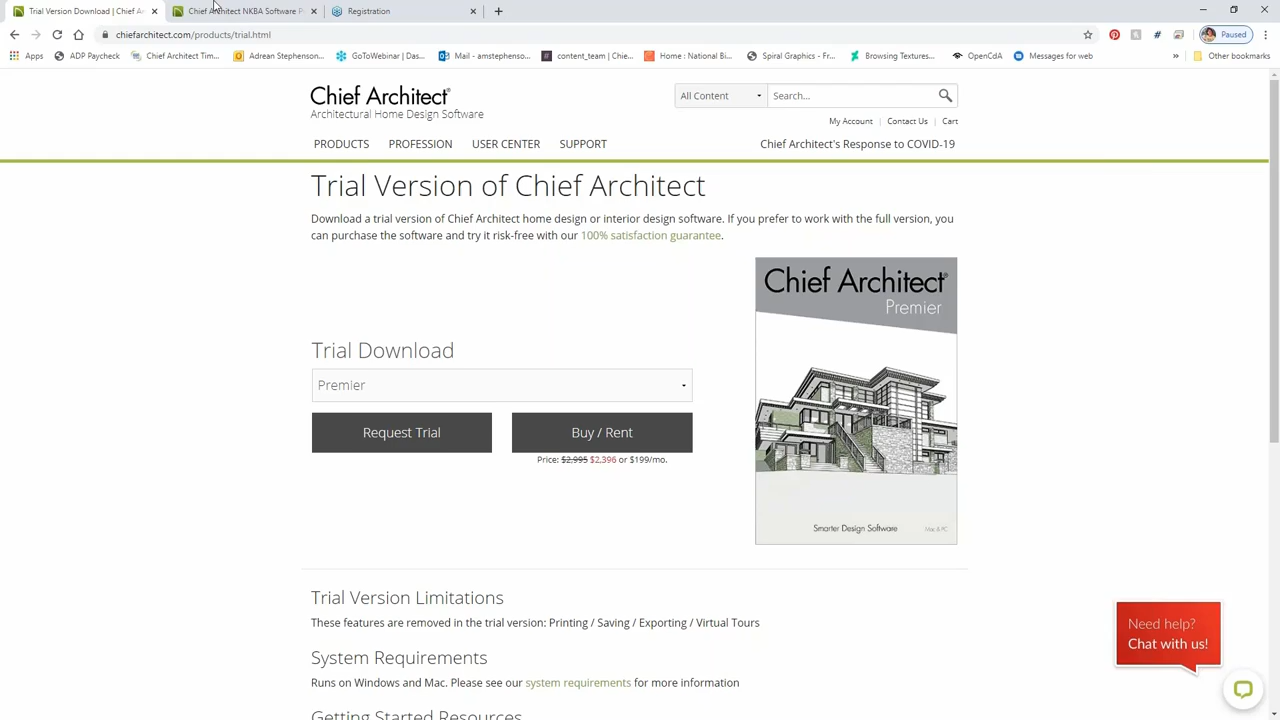 Trial Version Download | Chief Ar
Chief Architect NKBA Software P
Registration
chiefarchitect.com/products/trial.html
Paused
Apps
ADP Paycheck
Chief Architect Tim...
Adrean Stephenson...
GoToWebinar | Das...
Mail - amstephenso...
content_team | Chie...
Home : National Bi...
Spiral Graphics - Fr...
Browsing Textures...
OpenCdA
Messages for web
»
Other bookmarks
Chief Architect®
Architectural Home Design Software
All Content
Search...
My Account | Contact Us | Cart
PRODUCTS PROFESSION USER CENTER SUPPORT
Chief Architect's Response to COVID-19
Trial Version of Chief Architect
Download a trial version of Chief Architect home design or interior design software. If you prefer to work with the full version, you
can purchase the software and try it risk-free with our 100% satisfaction guarantee.
Chief Architect®
Premier
Trial Download
Premier
Request Trial
Buy / Rent
Price: $2,995 $2,396 or $199/mo.
Smarter Design Software
Mac & PC
Trial Version Limitations
These features are removed in the trial version: Printing / Saving / Exporting / Virtual Tours
Need help?
Chat with us!
System Requirements
Runs on Windows and Mac. Please see our system requirements for more information
Getting Started Resources